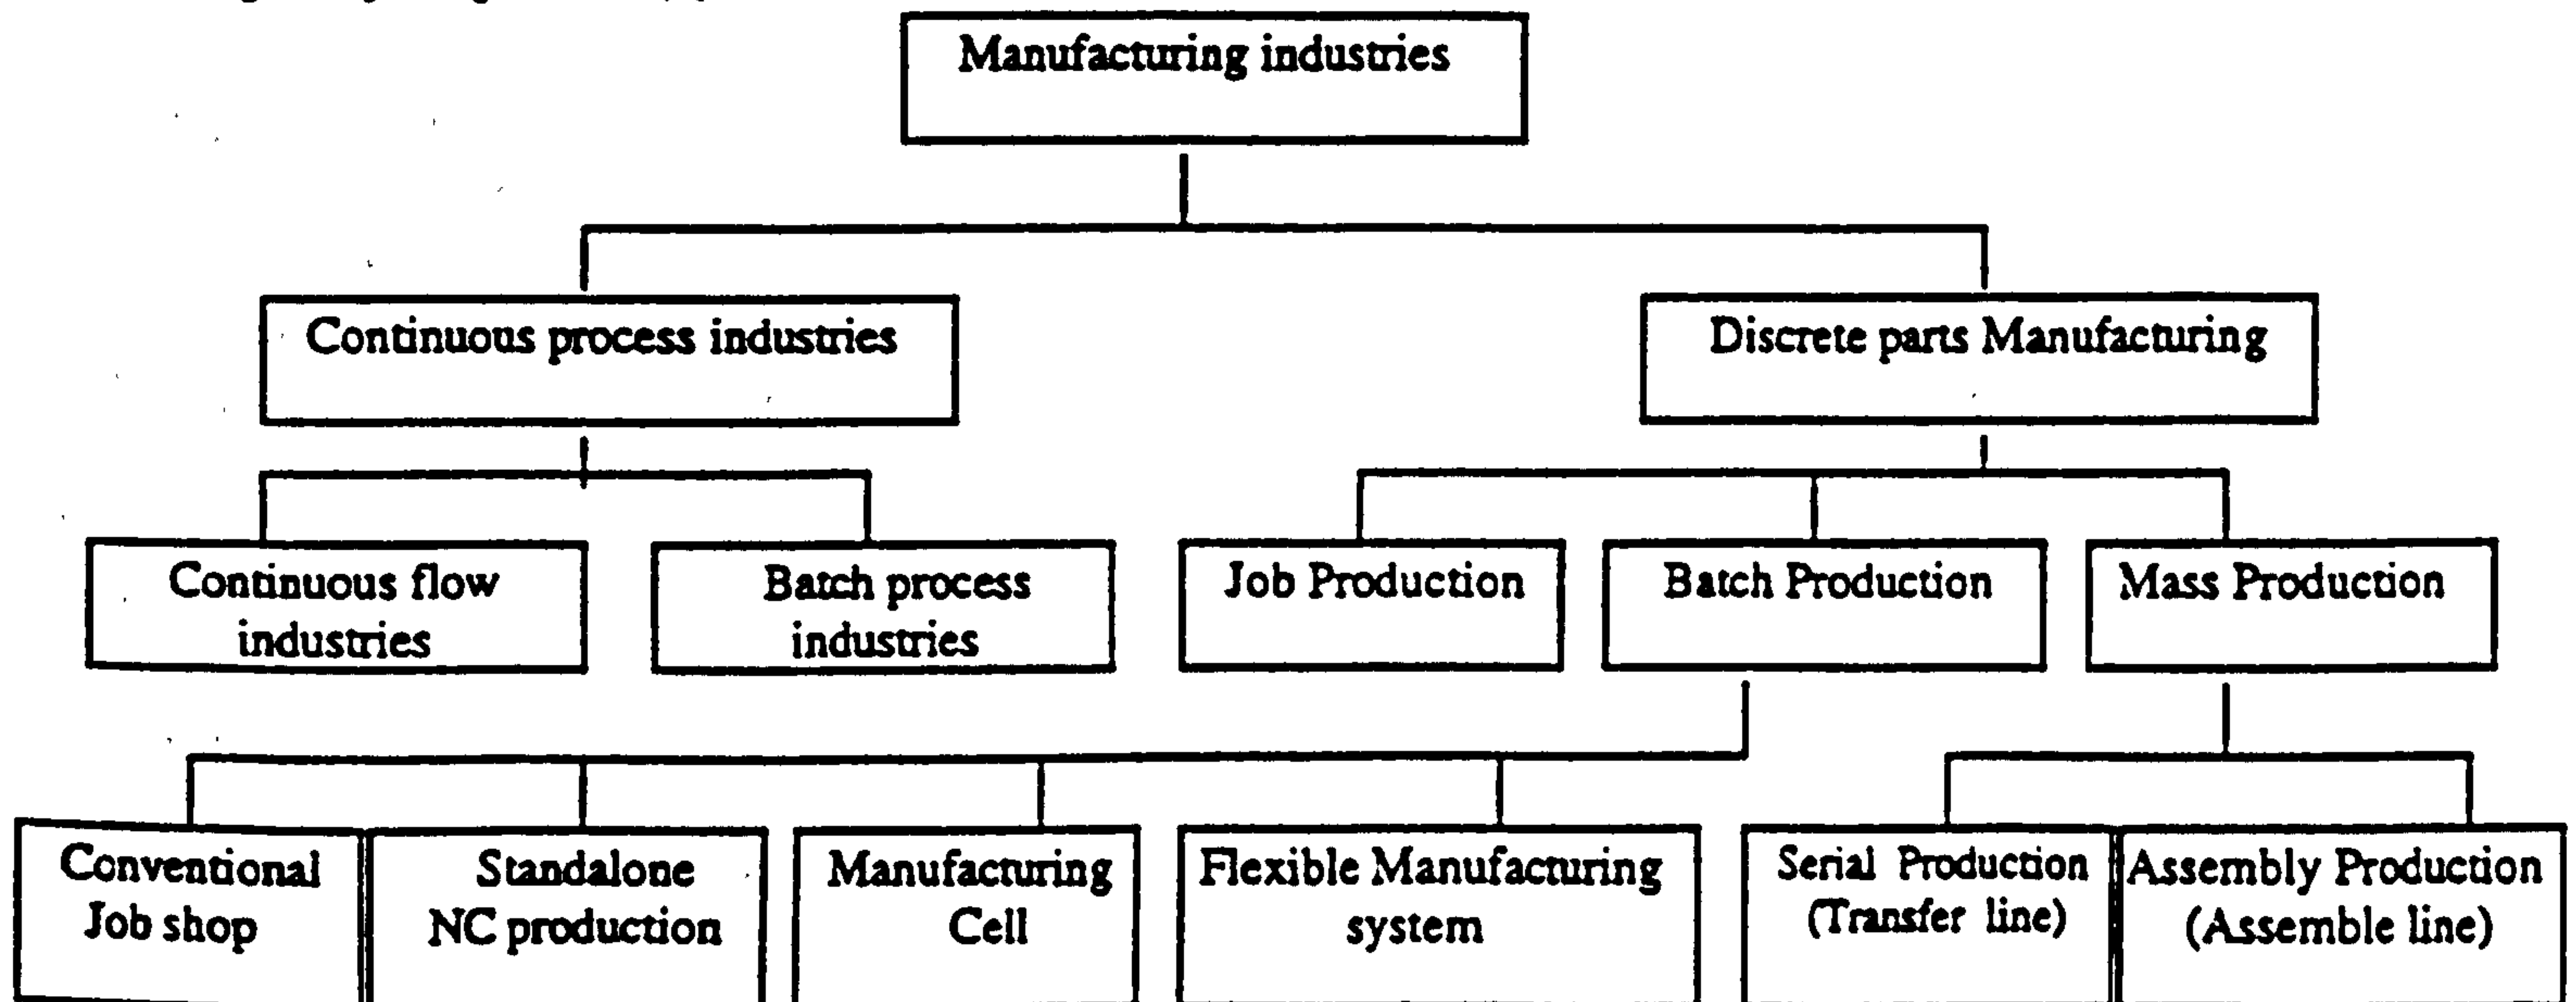 Manufacturing industries
Continuous process industries
Discrete parts Manufacturing
Continuous flow
industries
Batch process
industries
Job Production
Batch Production
Mass Production
Conventional
Job shop
Standalone
NC production
Manufacturing
Cell
Flexible Manufacturing
system
Serial Production
(Transfer line)
Assembly Production
(Assemble line)